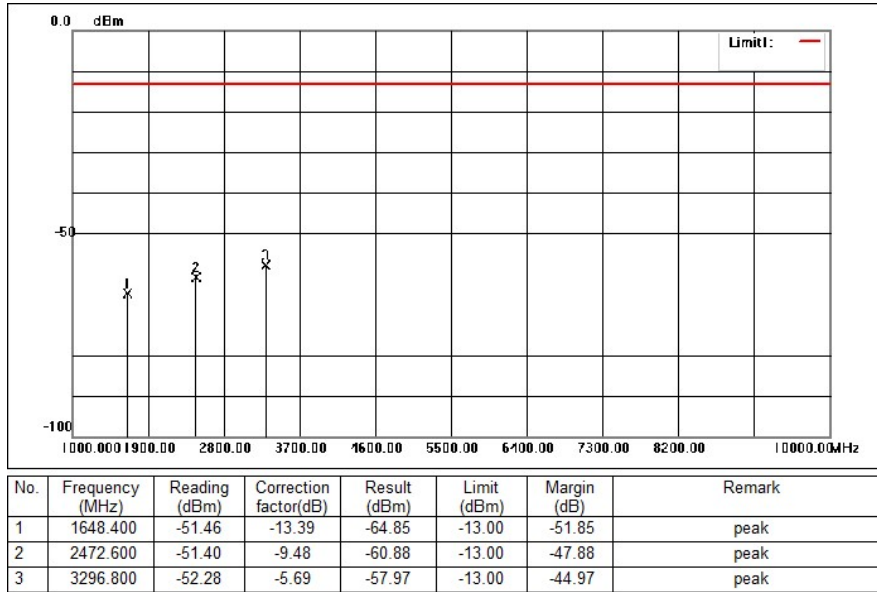 0.0 dBm
Limit1:
1
2
3
-50
-100
1000.000 1900.00 2800.00 3700.00 4600.00 5500.00 6400.00 7300.00 8200.00 10000.00MHz
No. Frequency (MHz) Reading (dBm) Correction factor(dB) Result (dBm) Limit (dBm) Margin (dB) Remark
1 1648.400 -51.46 -13.39 -64.85 -13.00 -51.85 peak
2 2472.600 -51.40 -9.48 -60.88 -13.00 -47.88 peak
3 3296.800 -52.28 -5.69 -57.97 -13.00 -44.97 peak